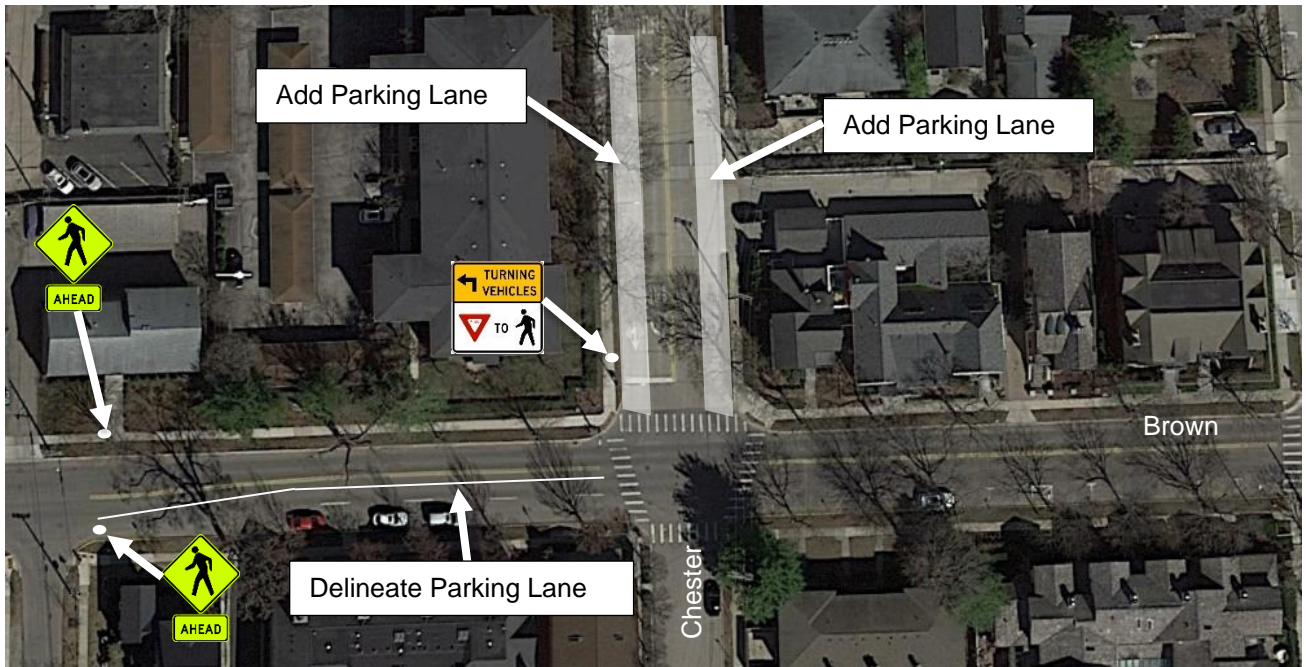 Add Parking Lane
Add Parking Lane
AHEAD
TURNING
VEHICLES
TO
Brown
Chester
Delineate Parking Lane
AHEAD